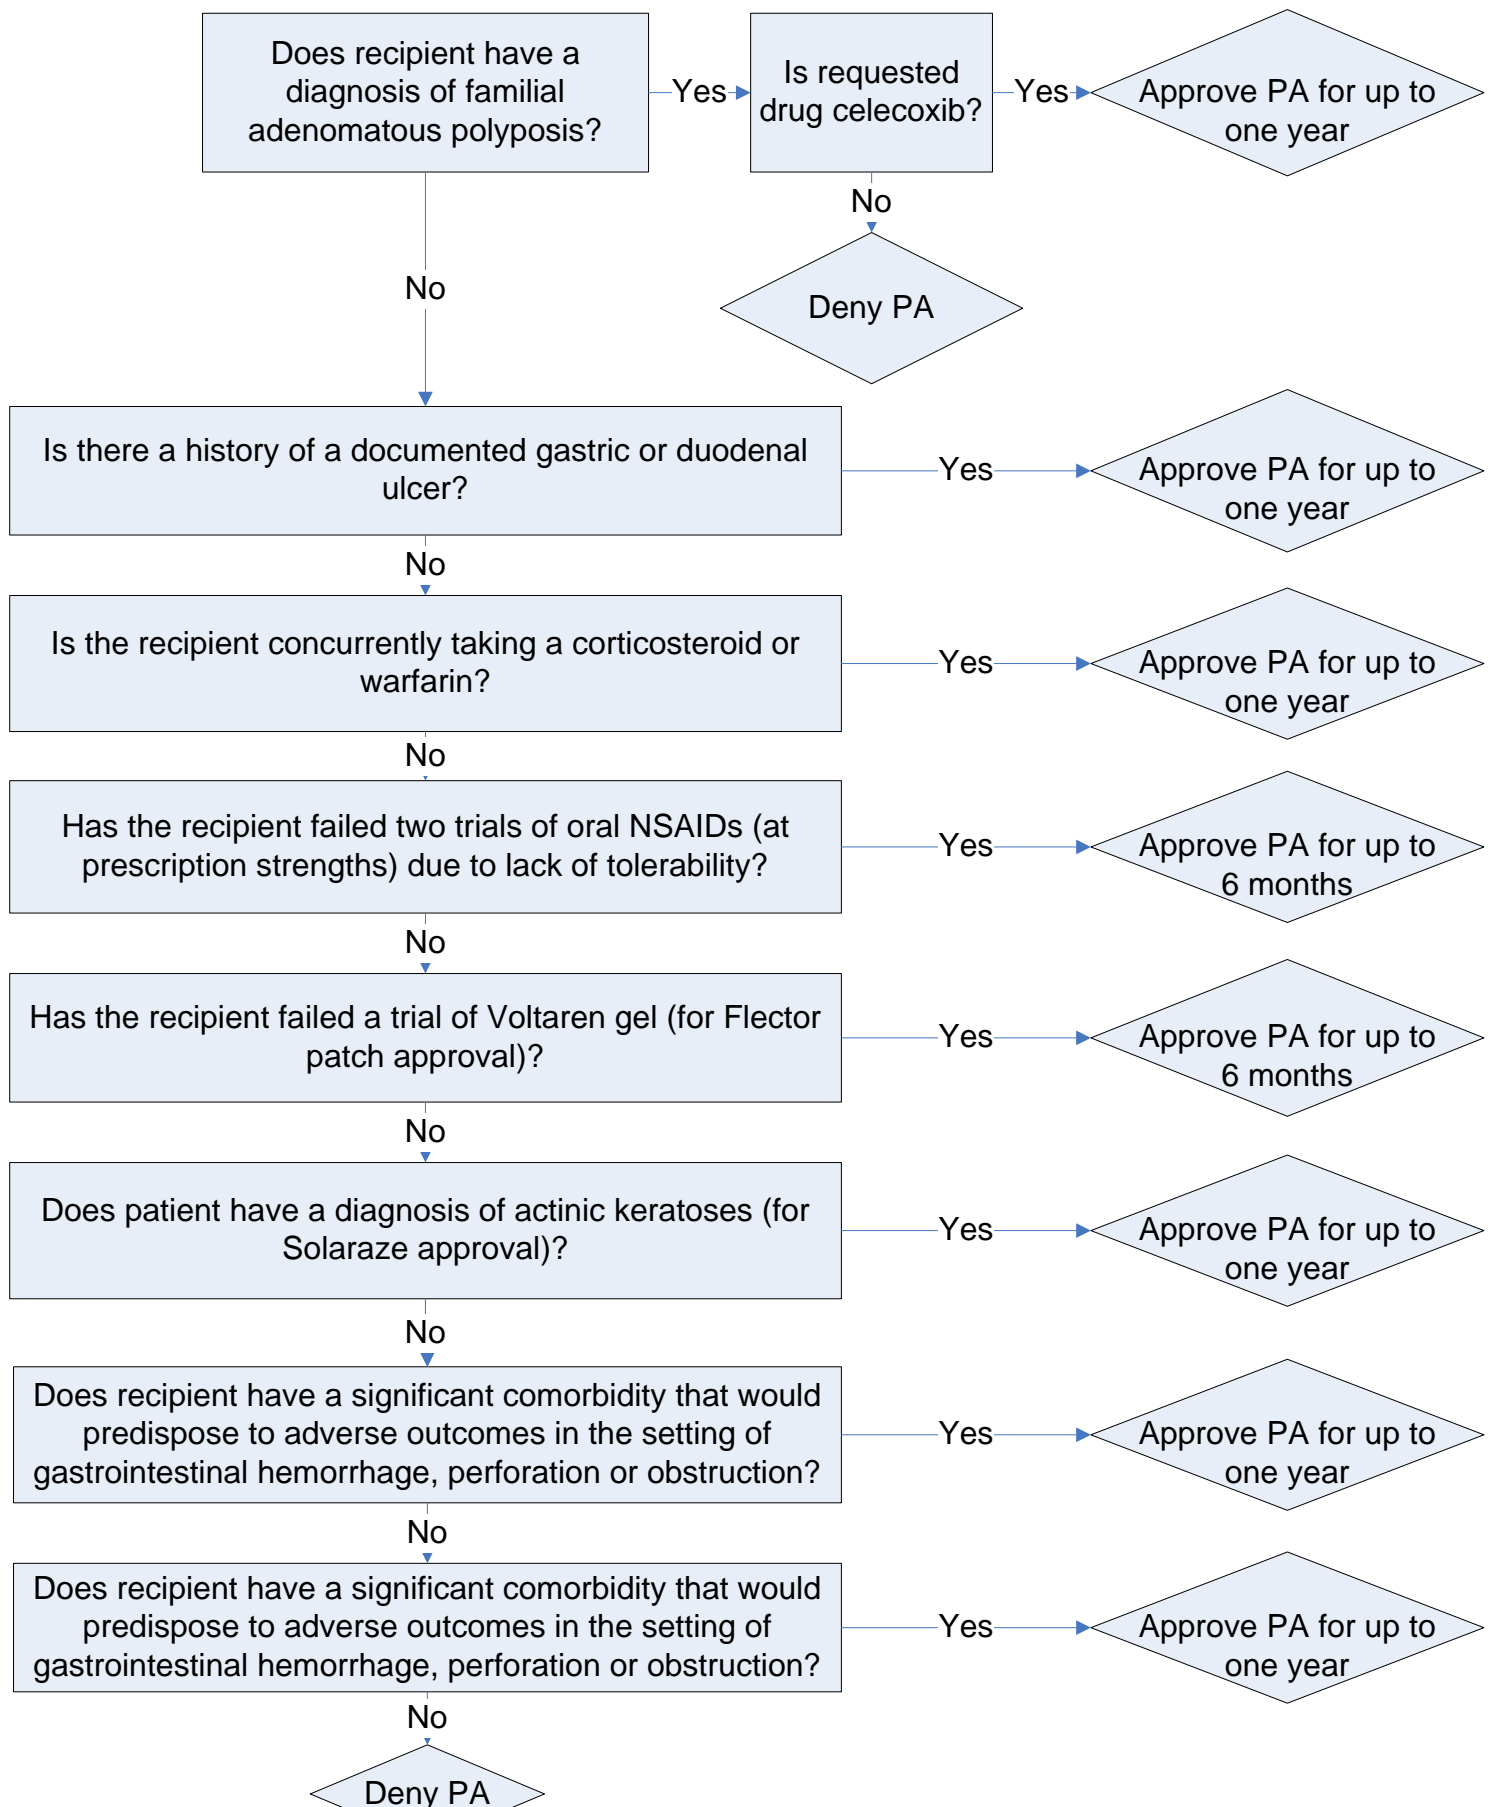 Does recipient have a
diagnosis of familial
adenomatous polyposis?
Yes
Is requested
drug celecoxib?
Yes
Approve PA for up to
one year
No
Deny PA
No
Is there a history of a documented gastric or duodenal
ulcer?
Yes
Approve PA for up to
one year
No
Is the recipient concurrently taking a corticosteroid or
warfarin?
Yes
Approve PA for up to
one year
No
Has the recipient failed two trials of oral NSAIDs (at
prescription strengths) due to lack of tolerability?
Yes
Approve PA for up to
6 months
No
Has the recipient failed a trial of Voltaren gel (for Flector
patch approval)?
Yes
Approve PA for up to
6 months
No
Does patient have a diagnosis of actinic keratoses (for
Solaraze approval)?
Yes
Approve PA for up to
one year
No
Does recipient have a significant comorbidity that would
predispose to adverse outcomes in the setting of
gastrointestinal hemorrhage, perforation or obstruction?
Yes
Approve PA for up to
one year
No
Does recipient have a significant comorbidity that would
predispose to adverse outcomes in the setting of
gastrointestinal hemorrhage, perforation or obstruction?
Yes
Approve PA for up to
one year
No
Deny PA